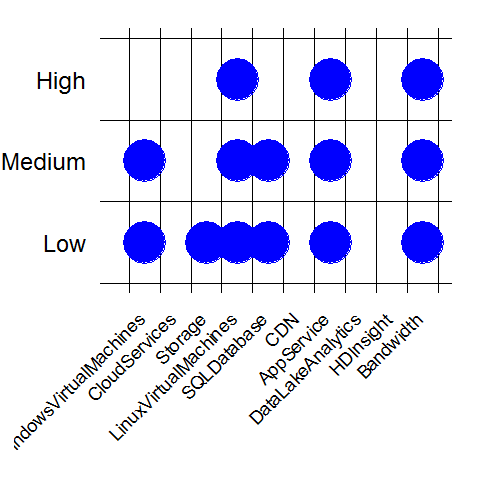 High
Medium
Low
ndowsVirtualMachines
CloudServices
Storage
LinuxVirtualMachines
SQLDatabase
CDN
AppService
DataLakeAnalytics
HDInsight
Bandwidth